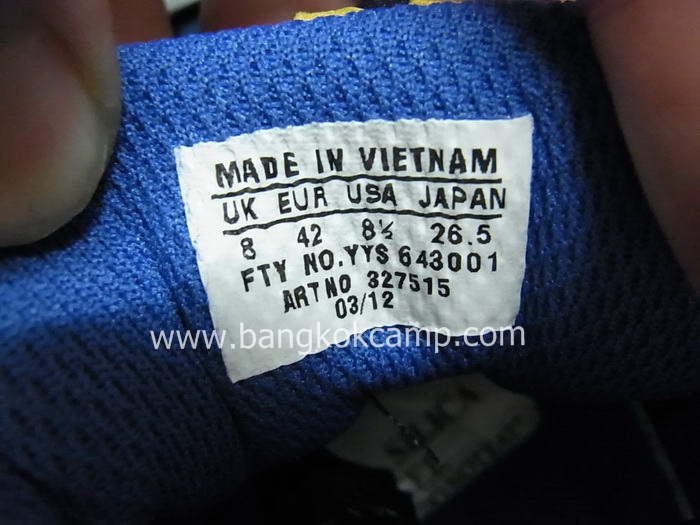 MADE IN VIETNAM
UK EUR USA JAPAN
8 42 8½ 26.5
FTY NO. YYS 643001
ART NO 327515
03/12
www.bangkokcamp.com
SILICA